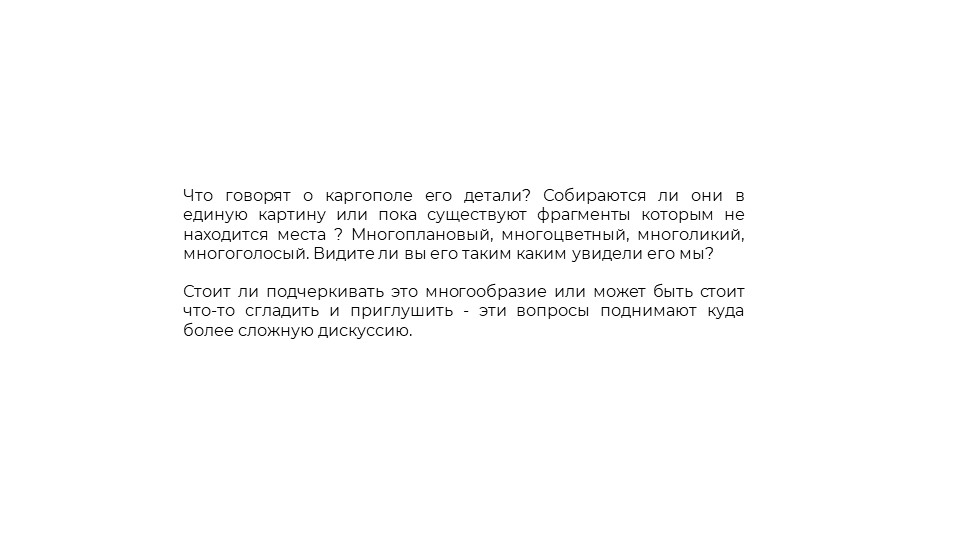 Что говорят о каргополе его детали? Собираются ли они в
единую картину или пока существуют фрагменты которым не
находится места ? Многоплановый, многоцветный, многоликий,
многоголосый. Видите ли вы его таким каким увидели его мы?
Стоит ли подчеркивать это многообразие или может быть стоит
что-то сгладить и приглушить - эти вопросы поднимают куда
более сложную дискуссию.